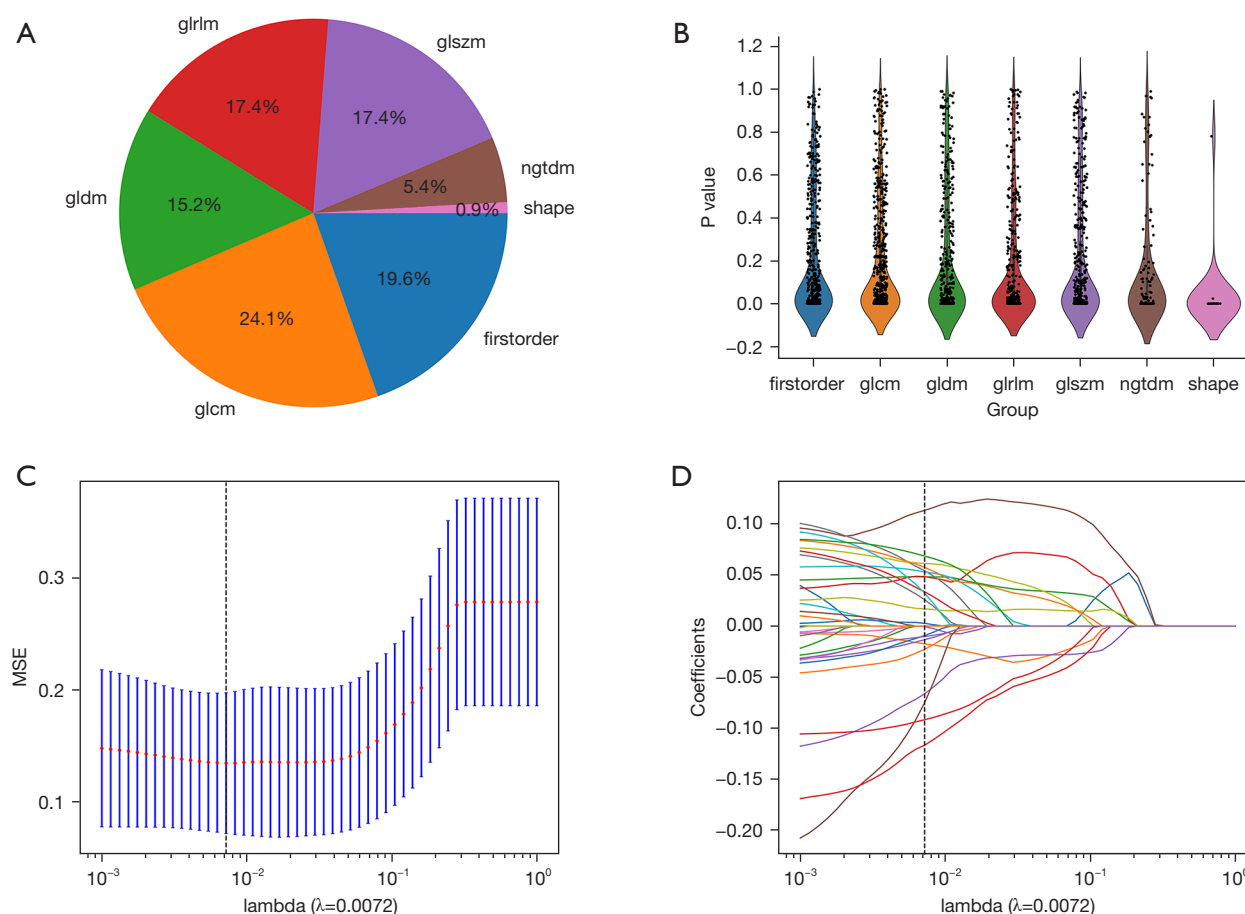 A
glrlm
glszm
17.4%
17.4%
ngtdm
5.4%
gldm
15.2%
0.9%
shape
19.6%
24.1%
firstorder
glcm
B
1.2
1.0
0.8
0.6
0.4
0.2
0.0
−0.2
P value
firstorder glcm gldm glrlm glszm ngtdm shape
Group
C
0.3
0.2
0.1
MSE
10⁻³ 10⁻² 10⁻¹ 10⁰
lambda (λ=0.0072)
D
0.10
0.05
0.00
−0.05
−0.10
−0.15
−0.20
Coefficients
10⁻³ 10⁻² 10⁻¹ 10⁰
lambda (λ=0.0072)